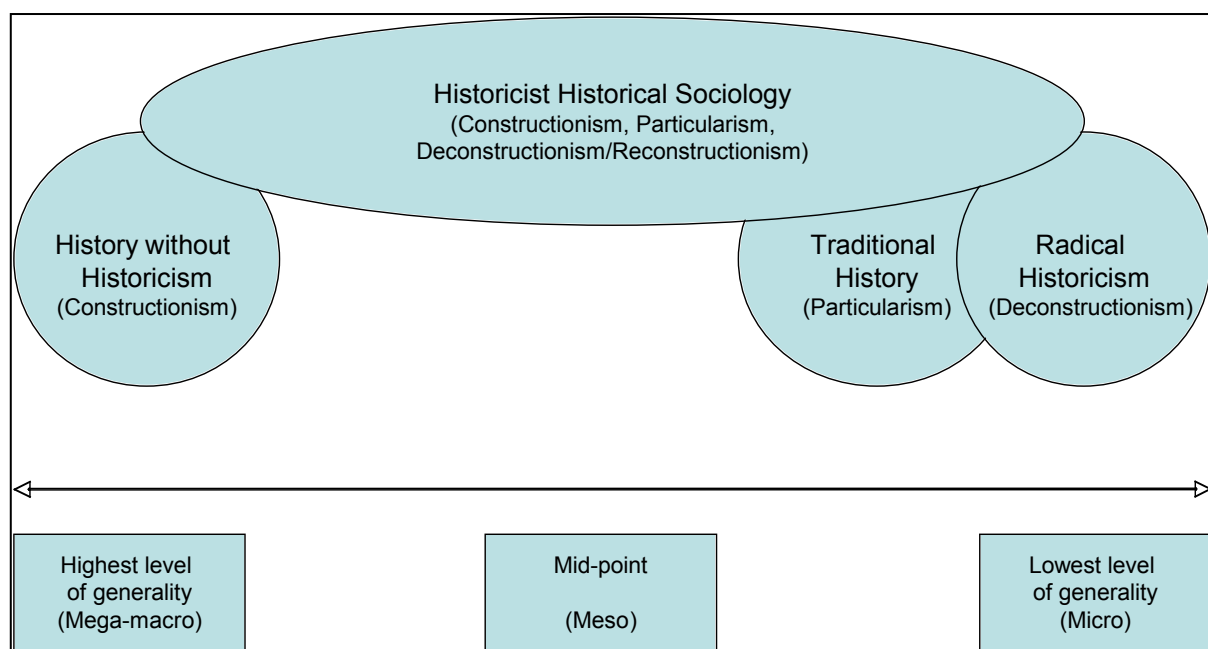 Historicist Historical Sociology
(Constructionism, Particularism,
Deconstructionism/Reconstructionism)
History without
Historicism
(Constructionism)
Traditional
History
(Particularism)
Radical
Historicism
(Deconstructionism)
Highest level
of generality
(Mega-macro)
Mid-point
(Meso)
Lowest level
of generality
(Micro)